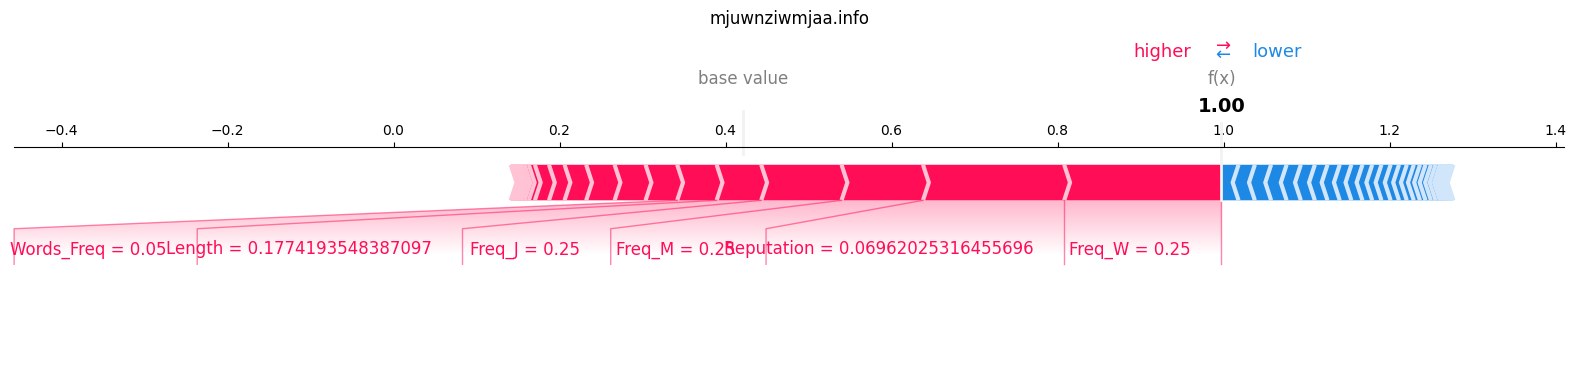 mjuwnziwmjaa.info
higher ⇄ lower
base value f(x)
1.00
−0.4 −0.2 0.0 0.2 0.4 0.6 0.8 1.0 1.2 1.4
Words_Freq = 0.05 Length = 0.1774193548387097 Freq_J = 0.25 Freq_M = 0.25 Reputation = 0.06962025316455696 Freq_W = 0.25